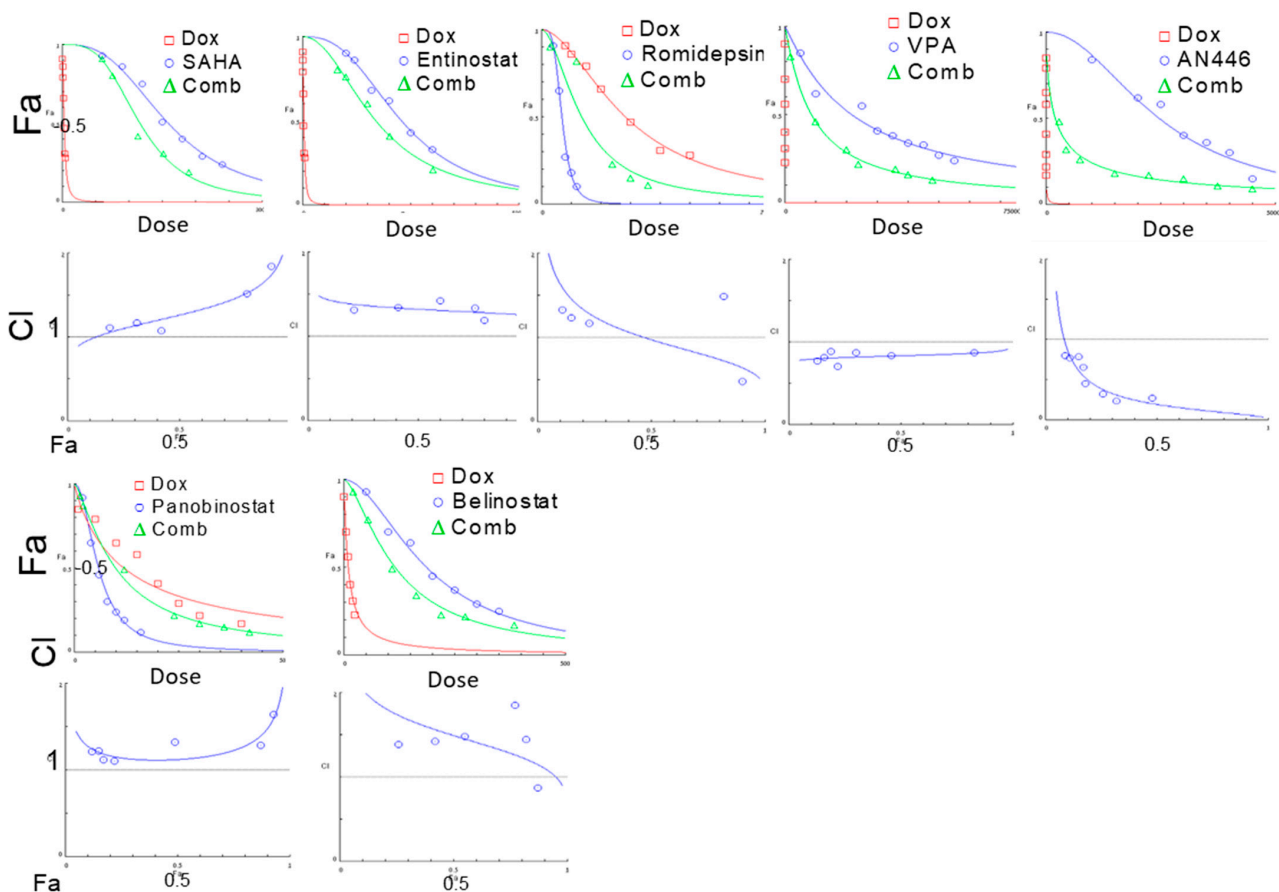 Dox
SAHA
Comb
Dox
Entinostat
Comb
Dox
Romidepsin
Comb
Dox
VPA
Comb
Dox
AN446
Comb
Fa
0.5
Dose
Dose
Dose
Dose
Dose
CI
1
Fa
0.5
0.5
0.5
0.5
0.5
Dox
Panobinostat
Comb
Dox
Belinostat
Comb
Fa
0.5
Dose
Dose
CI
1
Fa
0.5
0.5